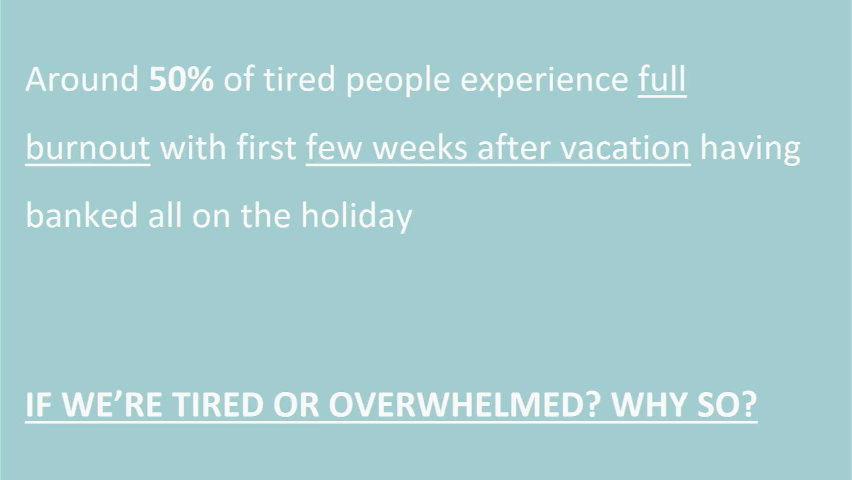 Around 50% of tired people experience full
burnout with first few weeks after vacation having
banked all on the holiday
IF WE’RE TIRED OR OVERWHELMED? WHY SO?